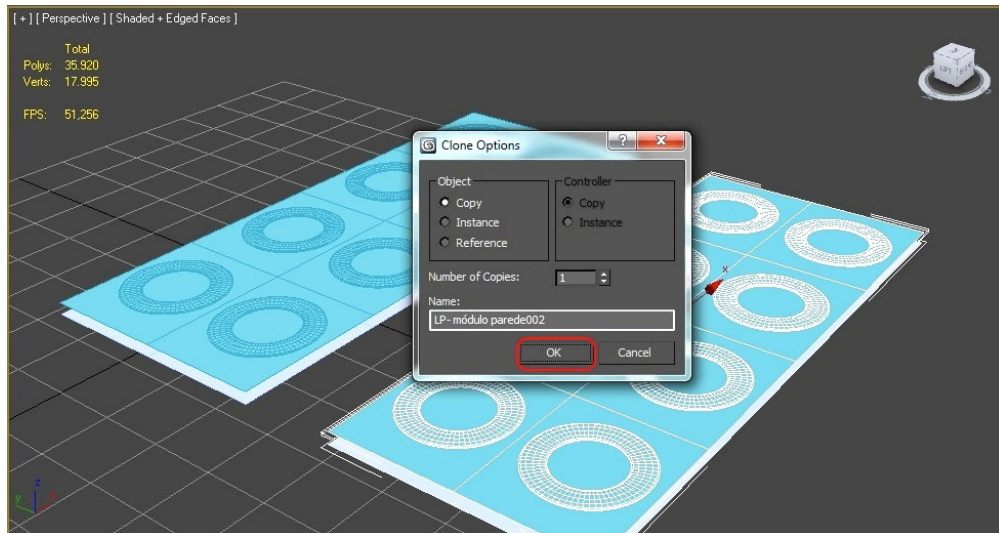 [ + ] [ Perspective ] [ Shaded + Edged Faces ]
Total
Polys: 35.920
Verts: 17.995
FPS: 51,256
Clone Options
Object
Copy
Instance
Reference
Controller
Copy
Instance
Number of Copies: 1
Name:
LP- módulo parede002
OK
Cancel
x
z
y